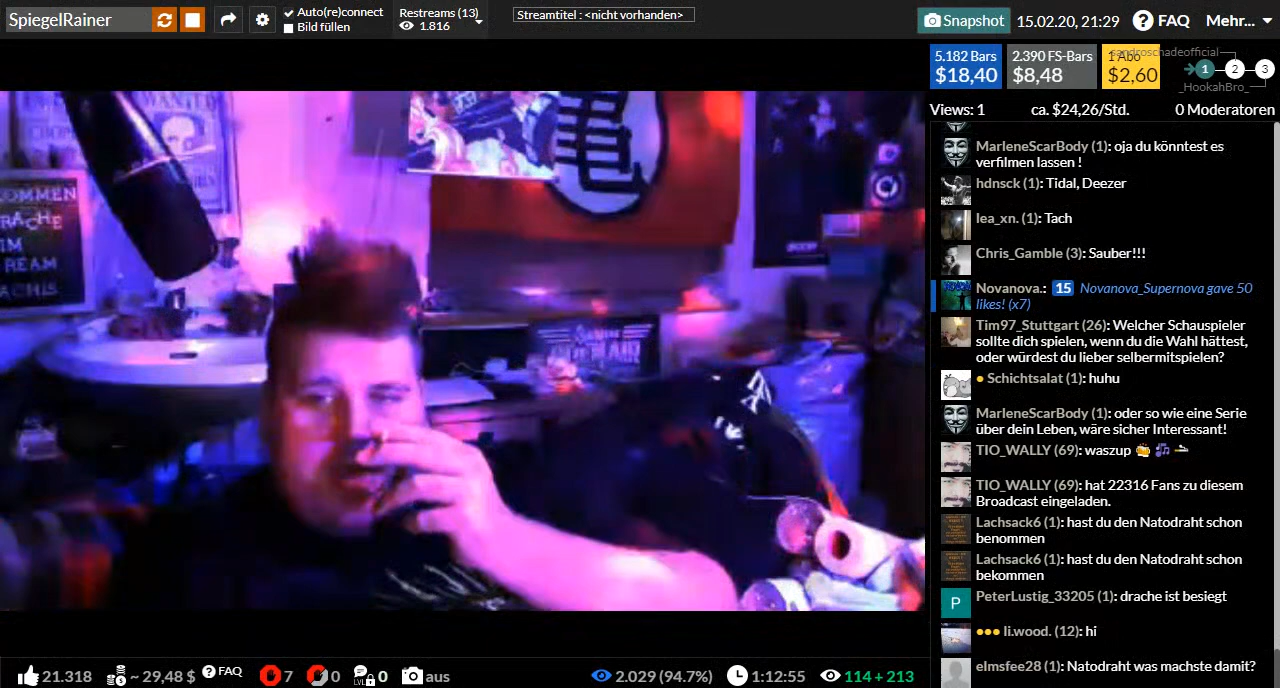 SpiegelRainer
Auto(re)connect
Bild füllen
Restreams (13)
1.816
Streamtitel : <nicht vorhanden>
Snapshot
15.02.20, 21:29
FAQ
Mehr...
5.182 Bars
$18,40
2.390 FS-Bars
$8,48
1 Abo
$2,60
sandroschadeofficial
1 2 3
_HookahBro_
Views: 1
ca. $24,26/Std.
0 Moderatoren
MarleneScarBody (1): oja du könntest es
verfilmen lassen !
hdnsck (1): Tidal, Deezer
lea_xn. (1): Tach
Chris_Gamble (3): Sauber!!!
Novanova.: 15 Novanova_Supernova gave 50
likes! (x7)
Tim97_Stuttgart (26): Welcher Schauspieler
sollte dich spielen, wenn du die Wahl hättest,
oder würdest du lieber selbermitspielen?
Schichtsalat (1): huhu
MarleneScarBody (1): oder so wie eine Serie
über dein Leben, wäre sicher Interessant!
TIO_WALLY (69): waszup 🍻 🎶 🚬
TIO_WALLY (69): hat 22316 Fans zu diesem
Broadcast eingeladen.
Lachsack6 (1): hast du den Natodraht schon
benommen
Lachsack6 (1): hast du den Natodraht schon
bekommen
P
PeterLustig_33205 (1): drache ist besiegt
li.wood. (12): hi
elmsfee28 (1): Natodraht was machste damit?
WANTED
OMMEN
RACHE
IM
REAM
21.318
~ 29,48 $
FAQ
7
0
LVL
0
aus
2.029 (94.7%)
1:12:55
114 + 213